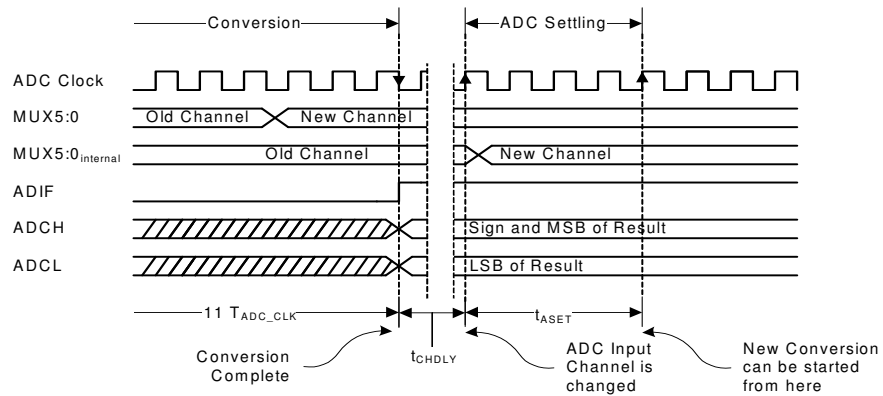 Conversion
ADC Settling
ADC Clock
MUX5:0 Old Channel New Channel
MUX5:0internal Old Channel New Channel
ADIF
ADCH Sign and MSB of Result
ADCL LSB of Result
11 TADC_CLK tCHDLY tASET
Conversion
Complete
ADC Input
Channel is
changed
New Conversion
can be started
from here